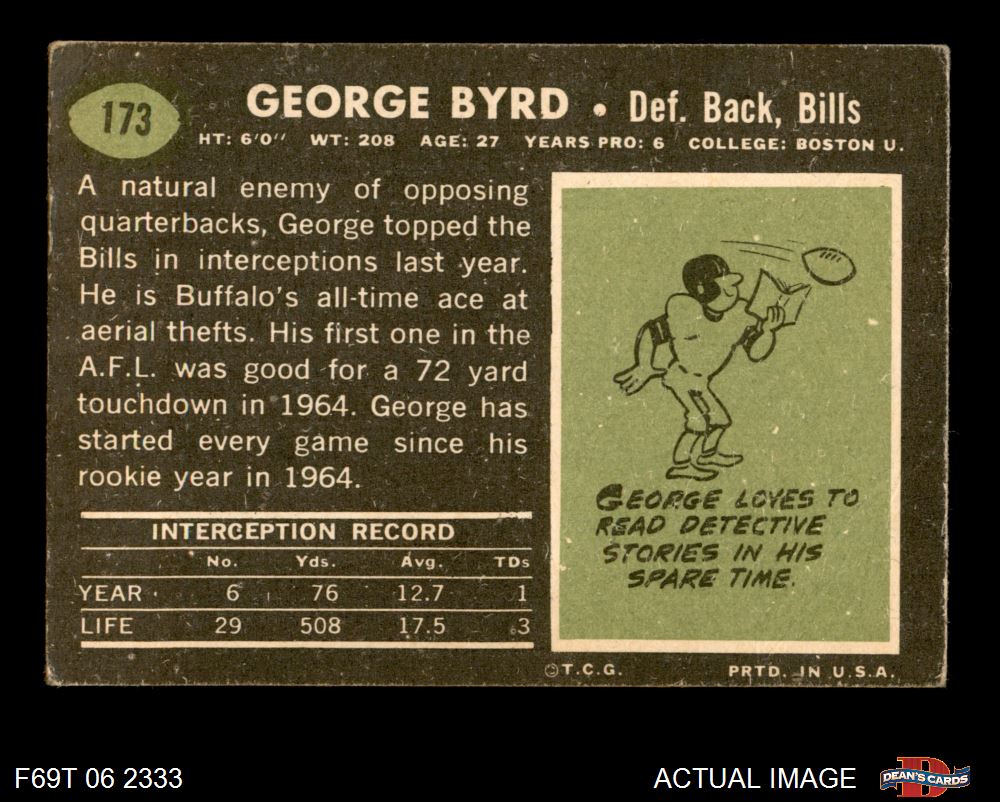 173
GEORGE BYRD • Def. Back, Bills
HT: 6'0" WT: 208 AGE: 27 YEARS PRO: 6 COLLEGE: BOSTON U.
A natural enemy of opposing
quarterbacks, George topped the
Bills in interceptions last year.
He is Buffalo's all-time ace at
aerial thefts. His first one in the
A.F.L. was good for a 72 yard
touchdown in 1964. George has
started every game since his
rookie year in 1964.
INTERCEPTION RECORD
No. Yds. Avg. TDs
YEAR 6 76 12.7 1
LIFE 29 508 17.5 3
GEORGE LOVES TO
READ DETECTIVE
STORIES IN HIS
SPARE TIME.
©T.C.G. PRTD. IN U.S.A.
F69T 06 2333
ACTUAL IMAGE
DEAN'S CARDS